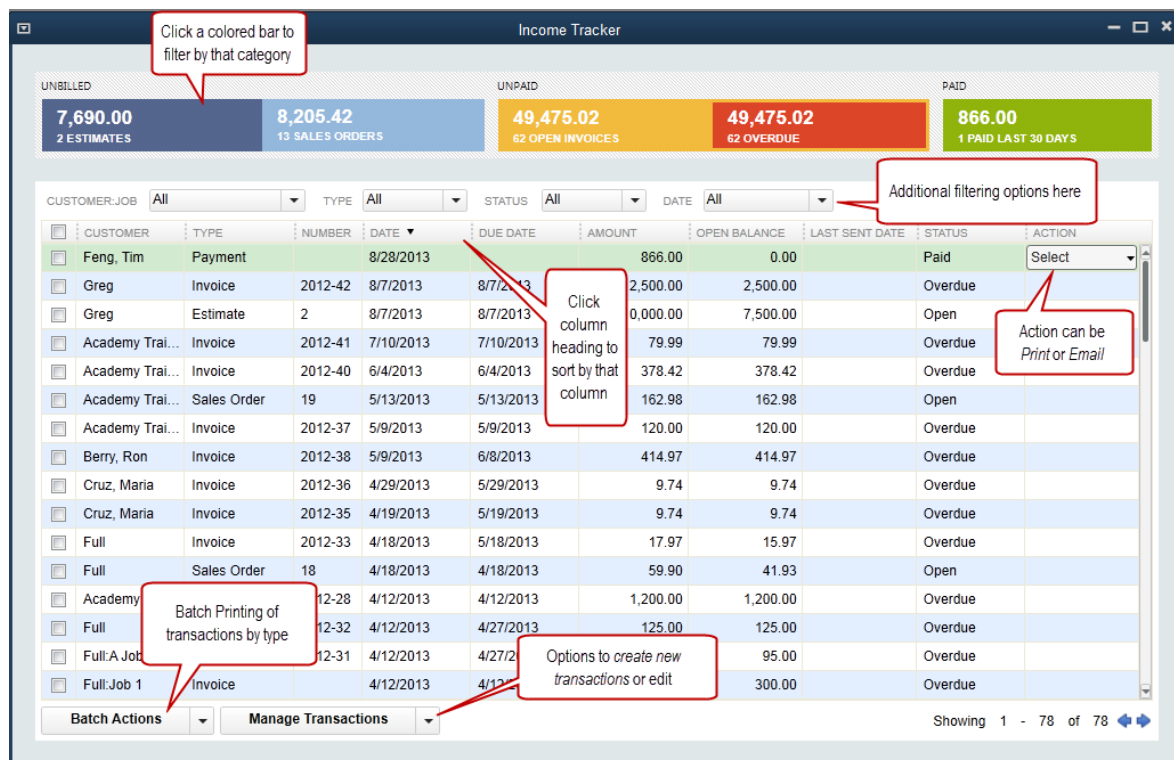 Income Tracker
Click a colored bar to
filter by that category
UNBILLED
UNPAID
PAID
7,690.00
2 ESTIMATES
8,205.42
13 SALES ORDERS
49,475.02
62 OPEN INVOICES
49,475.02
62 OVERDUE
866.00
1 PAID LAST 30 DAYS
Additional filtering options here
CUSTOMER:JOB All TYPE All STATUS All DATE All
CUSTOMER TYPE NUMBER DATE ▼ DUE DATE AMOUNT OPEN BALANCE LAST SENT DATE STATUS ACTION
Feng, Tim Payment 8/28/2013 866.00 0.00 Paid Select
Greg Invoice 2012-42 8/7/2013 2,500.00 2,500.00 Overdue
Greg Estimate 2 8/7/2013 8/7/2013 7,500.00 Open
Academy Trai... Invoice 2012-41 7/10/2013 7/10/2013 79.99 79.99 Overdue
Academy Trai... Invoice 2012-40 6/4/2013 6/4/2013 378.42 378.42 Overdue
Academy Trai... Sales Order 19 5/13/2013 5/13/2013 162.98 162.98 Open
Academy Trai... Invoice 2012-37 5/9/2013 5/9/2013 120.00 120.00 Overdue
Berry, Ron Invoice 2012-38 5/9/2013 6/8/2013 414.97 414.97 Overdue
Cruz, Maria Invoice 2012-36 4/29/2013 5/29/2013 9.74 9.74 Overdue
Cruz, Maria Invoice 2012-35 4/19/2013 5/19/2013 9.74 9.74 Overdue
Full Invoice 2012-33 4/18/2013 5/18/2013 17.97 15.97 Overdue
Full Sales Order 18 4/18/2013 4/18/2013 59.90 41.93 Open
Academy 12-28 4/12/2013 4/12/2013 1,200.00 1,200.00 Overdue
Full 12-32 4/12/2013 4/27/2013 125.00 125.00 Overdue
Full:A Job 12-31 4/12/2013 95.00 Overdue
Full:Job 1 Invoice 4/12/2013 300.00 Overdue
Click
column
heading to
sort by that
column
Action can be
Print or Email
Batch Printing of
transactions by type
Options to create new
transactions or edit
Batch Actions Manage Transactions Showing 1 - 78 of 78